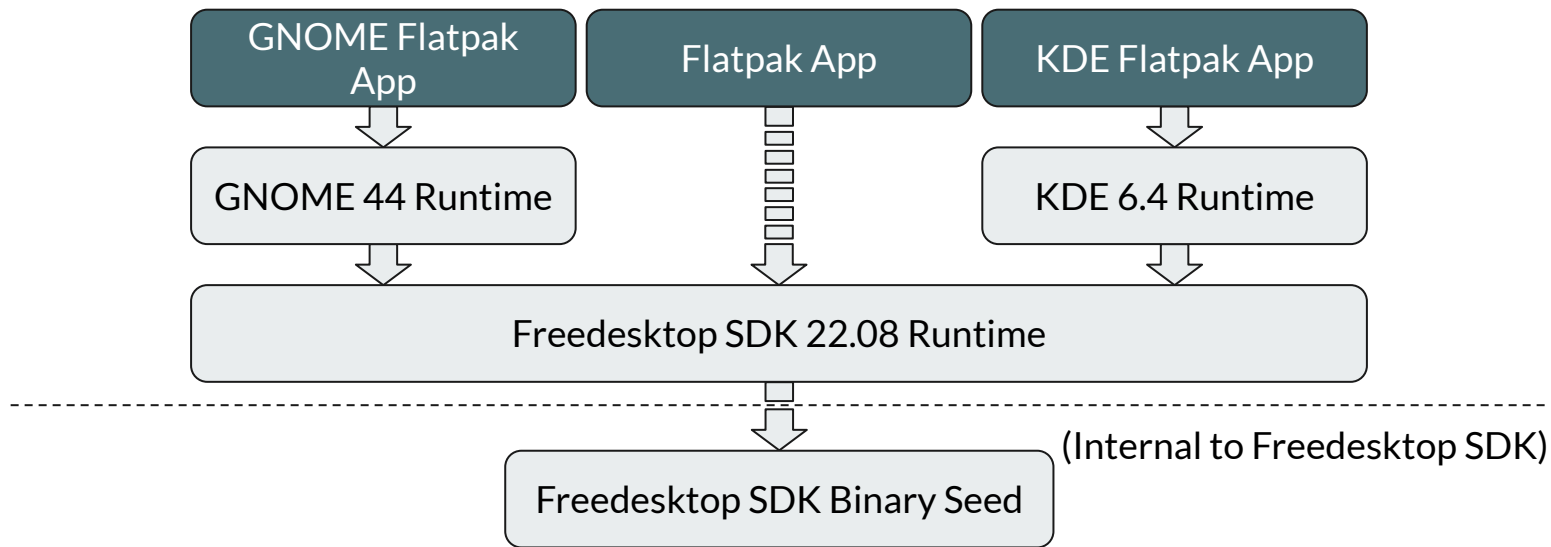 GNOME Flatpak
App
Flatpak App
KDE Flatpak App
GNOME 44 Runtime
KDE 6.4 Runtime
Freedesktop SDK 22.08 Runtime
(Internal to Freedesktop SDK)
Freedesktop SDK Binary Seed